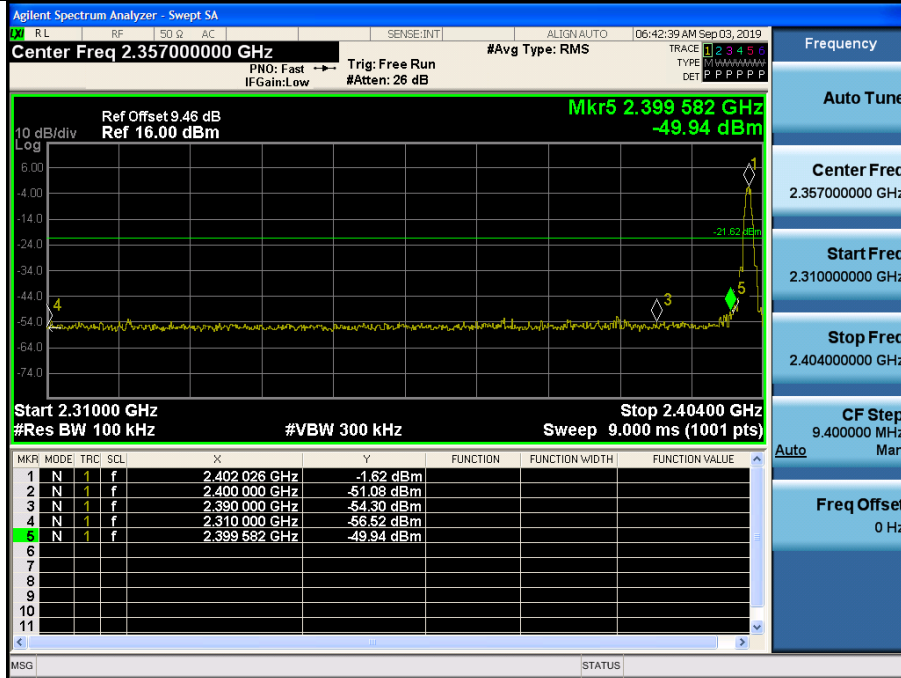 Agilent Spectrum Analyzer - Swept SA
LXI RL RF 50 Ω AC SENSE:INT ALIGN AUTO 06:42:39 AM Sep 03, 2019
Center Freq 2.357000000 GHz
PNO: Fast
IFGain:Low
Trig: Free Run
#Atten: 26 dB
#Avg Type: RMS
TRACE 1 2 3 4 5 6
TYPE MWWWWW
DET P P P P P P
Mkr5 2.399 582 GHz
-49.94 dBm
Ref Offset 9.46 dB
10 dB/div Ref 16.00 dBm
Log
6.00
-4.00
-14.0
-24.0
-34.0
-44.0
-54.0
-64.0
-74.0
-21.62 dBm
1
5
3
4
Start 2.31000 GHz Stop 2.40400 GHz
#Res BW 100 kHz #VBW 300 kHz Sweep 9.000 ms (1001 pts)
MKR MODE TRC SCL X Y FUNCTION FUNCTION WIDTH FUNCTION VALUE
1 N 1 f 2.402 026 GHz -1.62 dBm
2 N 1 f 2.400 000 GHz -51.08 dBm
3 N 1 f 2.390 000 GHz -54.30 dBm
4 N 1 f 2.310 000 GHz -56.52 dBm
5 N 1 f 2.399 582 GHz -49.94 dBm
6
7
8
9
10
11
MSG STATUS
Frequency
Auto Tune
Center Freq
2.357000000 GHz
Start Freq
2.310000000 GHz
Stop Freq
2.404000000 GHz
CF Step
9.400000 MHz
Auto Man
Freq Offset
0 Hz